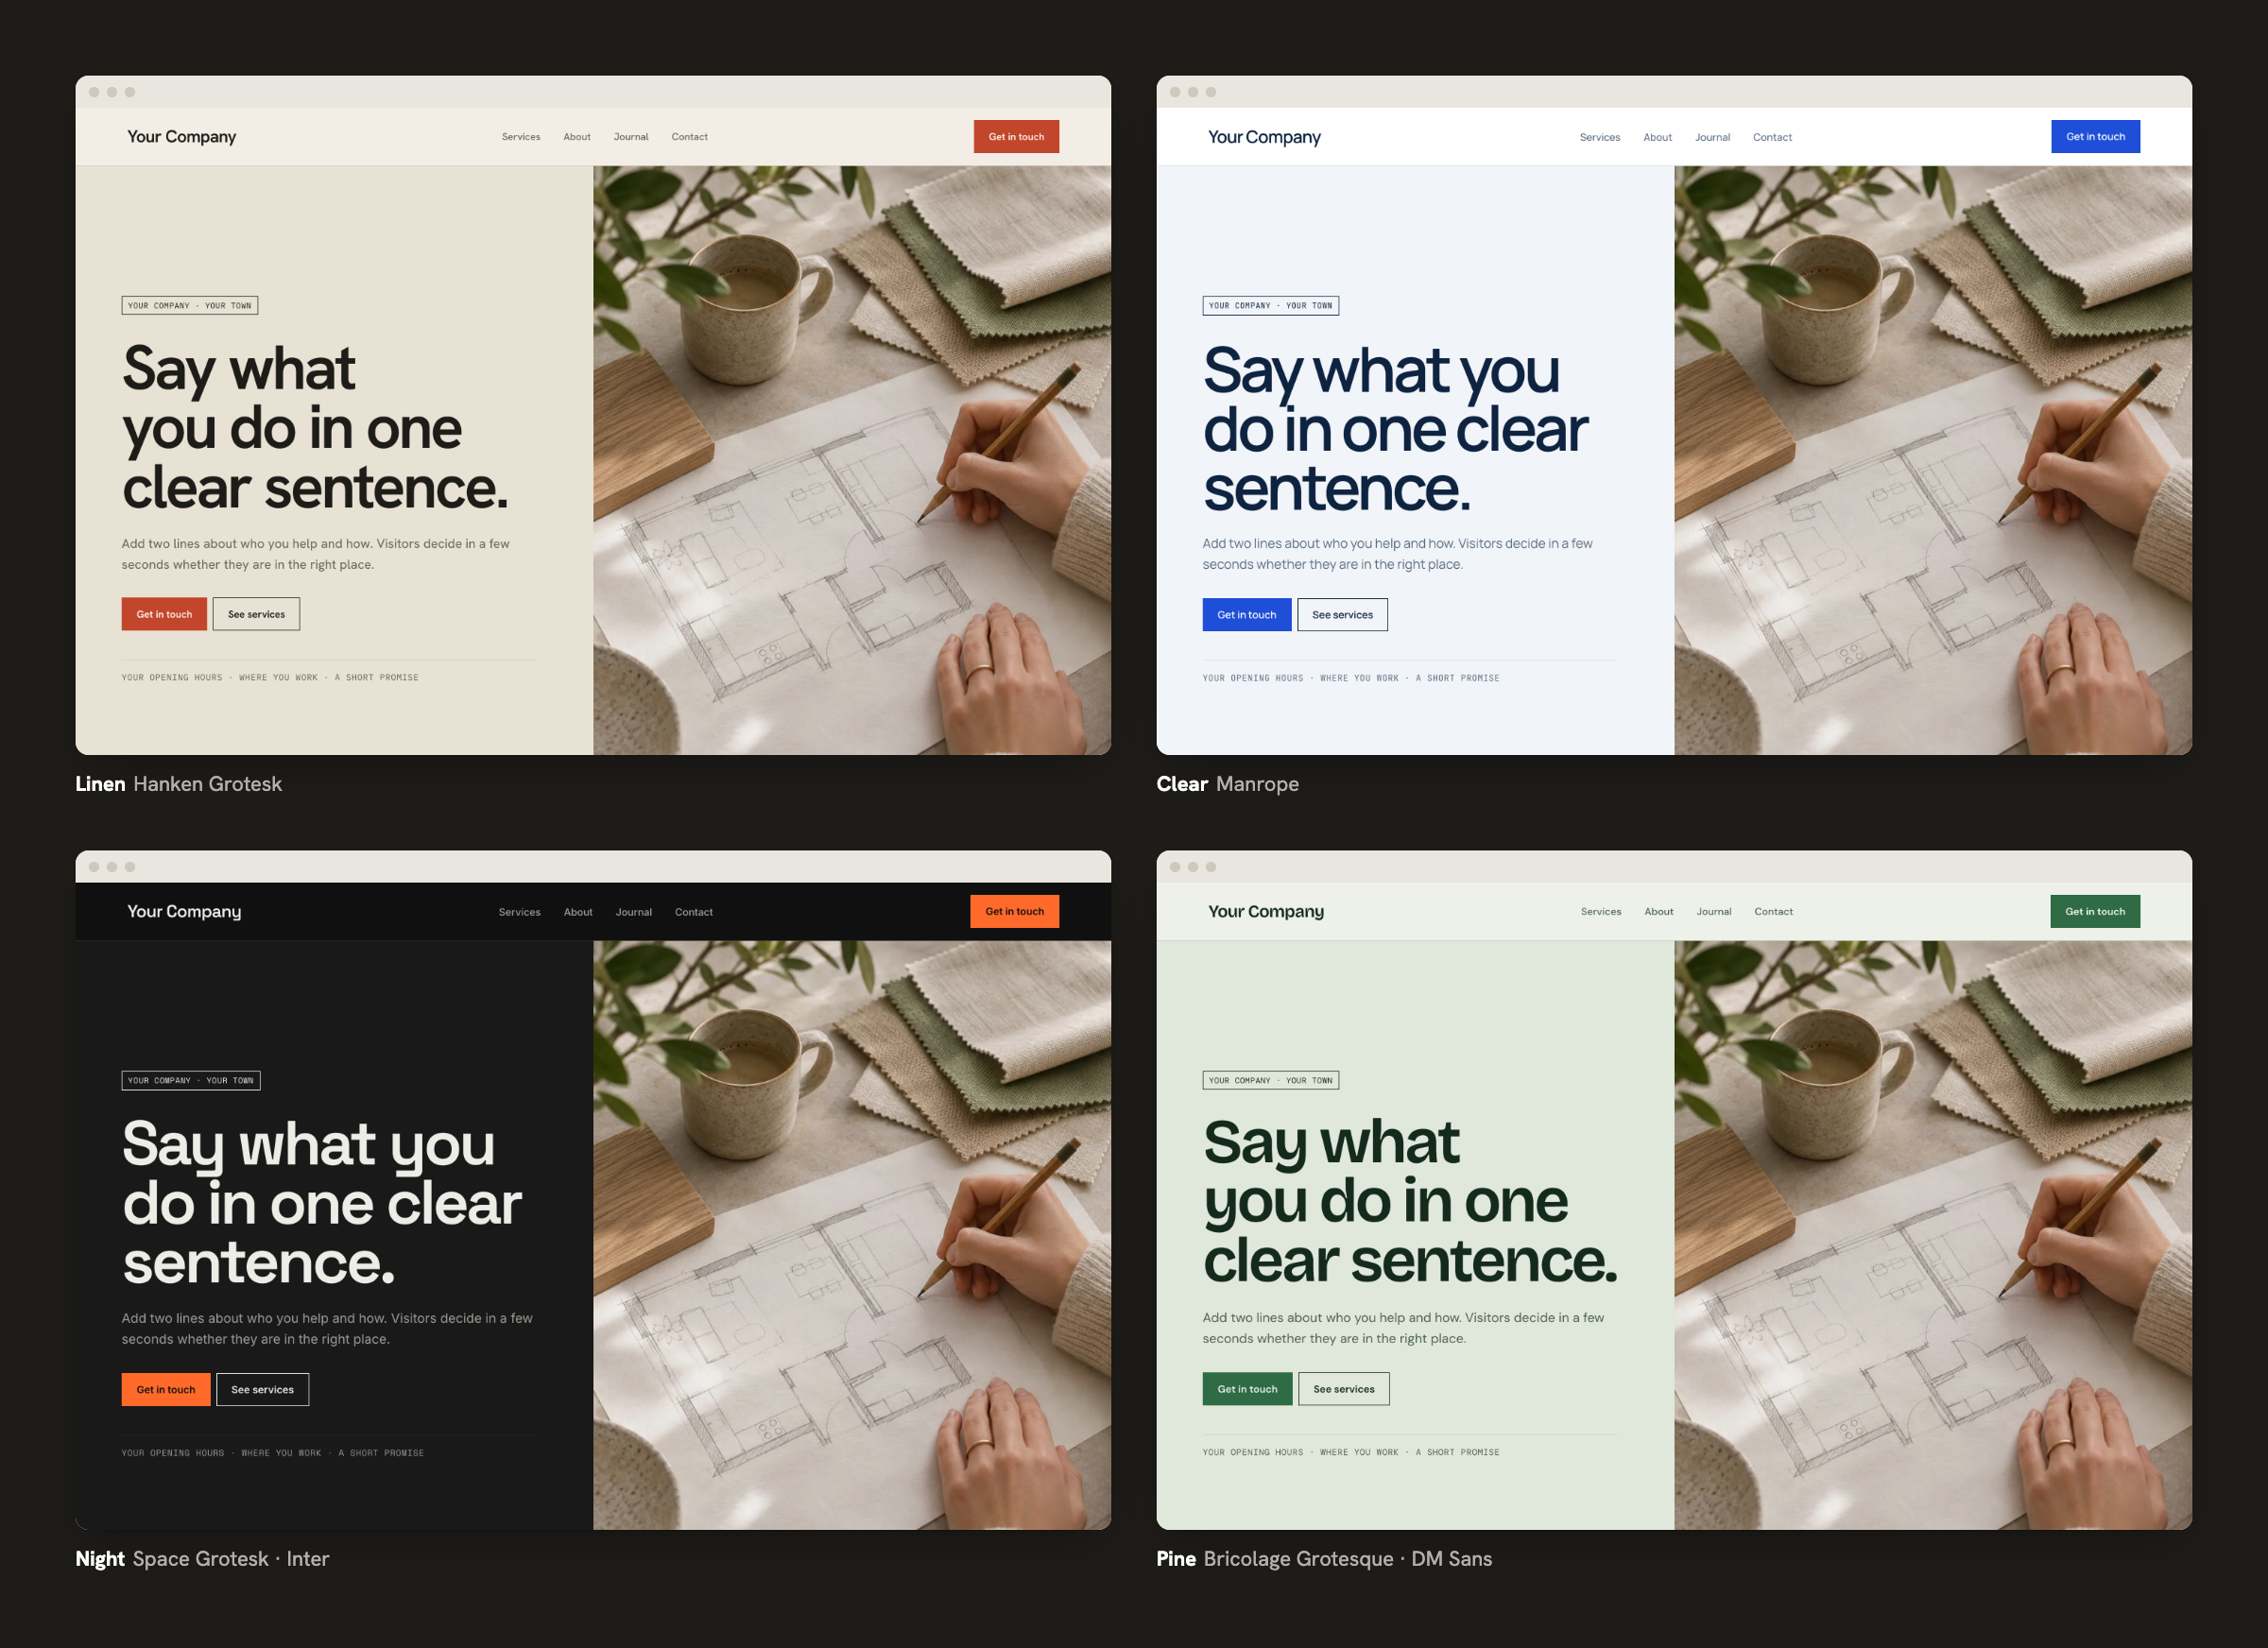 Your Company
Services About Journal Contact
Get in touch
YOUR COMPANY · YOUR TOWN
Say what
you do in one
clear sentence.
Add two lines about who you help and how. Visitors decide in a few
seconds whether they are in the right place.
Get in touch See services
YOUR OPENING HOURS · WHERE YOU WORK · A SHORT PROMISE
Linen Hanken Grotesk
Your Company
Services About Journal Contact
Get in touch
YOUR COMPANY · YOUR TOWN
Say what you
do in one clear
sentence.
Add two lines about who you help and how. Visitors decide in a few
seconds whether they are in the right place.
Get in touch See services
YOUR OPENING HOURS · WHERE YOU WORK · A SHORT PROMISE
Clear Manrope
Your Company
Services About Journal Contact
Get in touch
YOUR COMPANY · YOUR TOWN
Say what you
do in one clear
sentence.
Add two lines about who you help and how. Visitors decide in a few
seconds whether they are in the right place.
Get in touch See services
YOUR OPENING HOURS · WHERE YOU WORK · A SHORT PROMISE
Night Space Grotesk · Inter
Your Company
Services About Journal Contact
Get in touch
YOUR COMPANY · YOUR TOWN
Say what
you do in one
clear sentence.
Add two lines about who you help and how. Visitors decide in a few
seconds whether they are in the right place.
Get in touch See services
YOUR OPENING HOURS · WHERE YOU WORK · A SHORT PROMISE
Pine Bricolage Grotesque · DM Sans